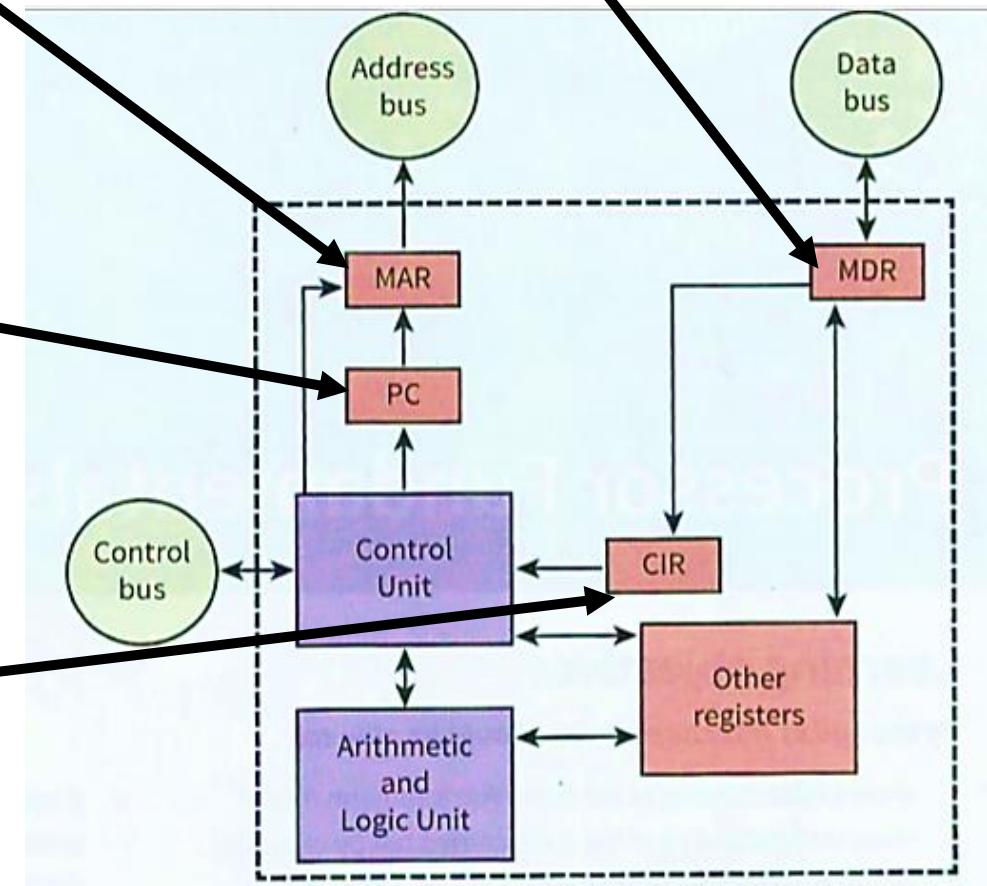 Address
bus
Data
bus
MAR
MDR
PC
Control
bus
Control
Unit
CIR
Other
registers
Arithmetic
and
Logic Unit